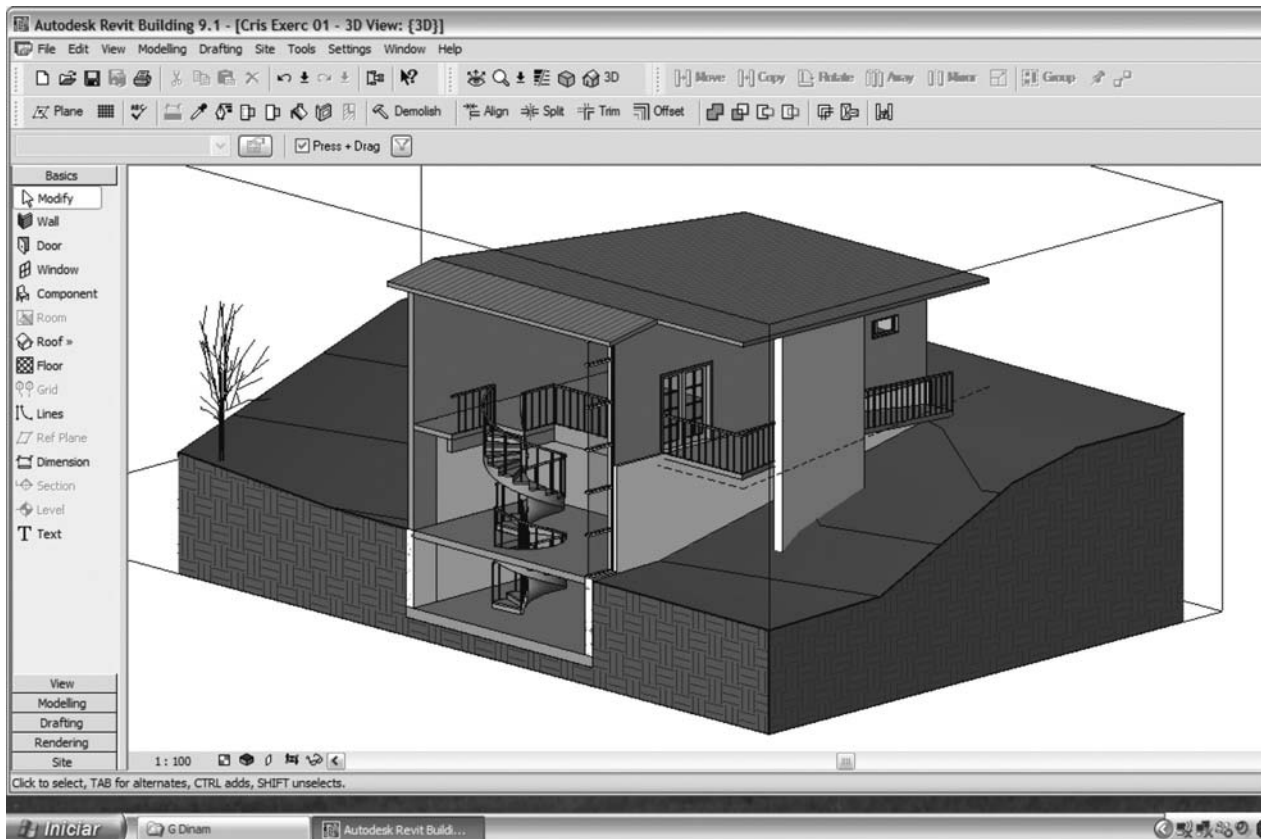 Autodesk Revit Building 9.1 - [Cris Exerc 01 - 3D View: {3D}]
File Edit View Modelling Drafting Site Tools Settings Window Help
3D Move Copy Rotate Array Mirror Group
Plane Demolish Align Split Trim Offset
Press + Drag
Basics
Modify
Wall
Door
Window
Component
Room
Roof »
Floor
Grid
Lines
Ref Plane
Dimension
Section
Level
Text
View
Modelling
Drafting
Rendering
Site
1 : 100
Click to select, TAB for alternates, CTRL adds, SHIFT unselects.
Iniciar G Dinam Autodesk Revit Buildi...